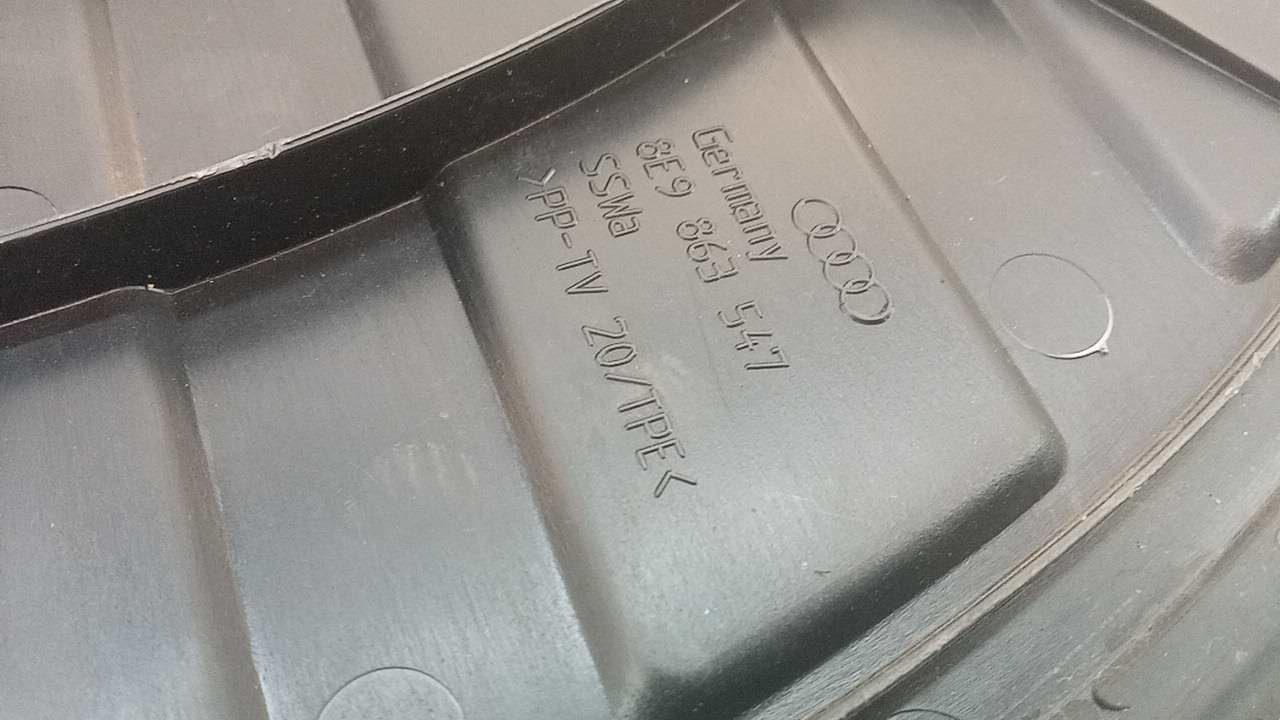 Germany
8E9 863 547
SSWa
>PP-TV 20/TPE<